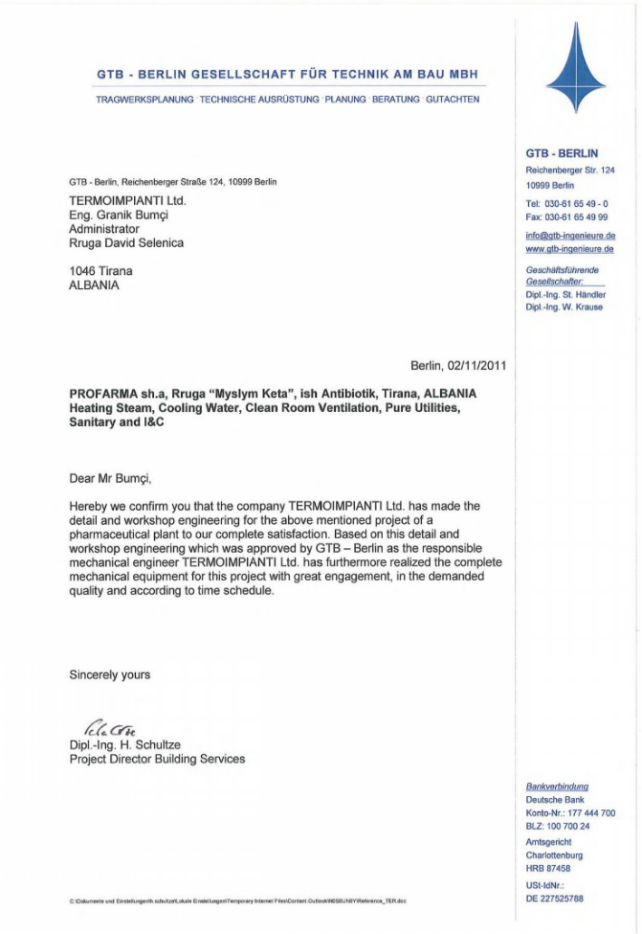 GTB - BERLIN GESELLSCHAFT FÜR TECHNIK AM BAU MBH
TRAGWERKSPLANUNG TECHNISCHE AUSRÜSTUNG PLANUNG BERATUNG GUTACHTEN
GTB - BERLIN
Reichenberger Str. 124
10999 Berlin
Tel: 030-61 65 49 - 0
Fax: 030-61 65 49 99
info@gtb-ingenieure.de
www.gtb-ingenieure.de
Geschäftsführende
Gesellschafter:
Dipl.-Ing. St. Händler
Dipl.-Ing. W. Krause
GTB - Berlin, Reichenberger Straße 124, 10999 Berlin
TERMOIMPIANTI Ltd.
Eng. Granik Bumçi
Administrator
Rruga David Selenica
1046 Tirana
ALBANIA
Berlin, 02/11/2011
PROFARMA sh.a, Rruga “Myslym Keta”, ish Antibiotik, Tirana, ALBANIA
Heating Steam, Cooling Water, Clean Room Ventilation, Pure Utilities,
Sanitary and I&C
Dear Mr Bumçi,
Hereby we confirm you that the company TERMOIMPIANTI Ltd. has made the
detail and workshop engineering for the above mentioned project of a
pharmaceutical plant to our complete satisfaction. Based on this detail and
workshop engineering which was approved by GTB – Berlin as the responsible
mechanical engineer TERMOIMPIANTI Ltd. has furthermore realized the complete
mechanical equipment for this project with great engagement, in the demanded
quality and according to time schedule.
Sincerely yours
Dipl.-Ing. H. Schultze
Project Director Building Services
Bankverbindung
Deutsche Bank
Konto-Nr.: 177 444 700
BLZ: 100 700 24
Amtsgericht
Charlottenburg
HRB 87458
USt-IdNr.:
DE 227525788